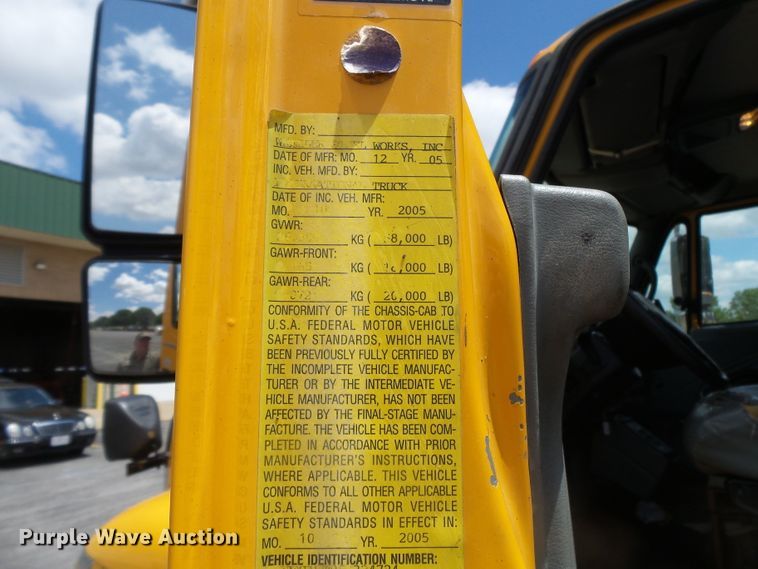 MFD. BY:
WORKS, INC
DATE OF MFR: MO. 12 YR. 05
INC. VEH. MFD. BY:
TRUCK
DATE OF INC. VEH. MFR:
MO. YR. 2005
GVWR:
KG ( 8,000 LB)
GAWR-FRONT:
KG ( ,000 LB)
GAWR-REAR:
KG ( 26,000 LB)
CONFORMITY OF THE CHASSIS-CAB TO
U.S.A. FEDERAL MOTOR VEHICLE
SAFETY STANDARDS, WHICH HAVE
BEEN PREVIOUSLY FULLY CERTIFIED BY
THE INCOMPLETE VEHICLE MANUFAC-
TURER OR BY THE INTERMEDIATE VE-
HICLE MANUFACTURER, HAS NOT BEEN
AFFECTED BY THE FINAL-STAGE MANU-
FACTURE. THE VEHICLE HAS BEEN COM-
PLETED IN ACCORDANCE WITH PRIOR
MANUFACTURER'S INSTRUCTIONS,
WHERE APPLICABLE. THIS VEHICLE
CONFORMS TO ALL OTHER APPLICABLE
U.S.A. FEDERAL MOTOR VEHICLE
SAFETY STANDARDS IN EFFECT IN:
MO. 10 YR. 2005
VEHICLE IDENTIFICATION NUMBER:
Purple Wave Auction